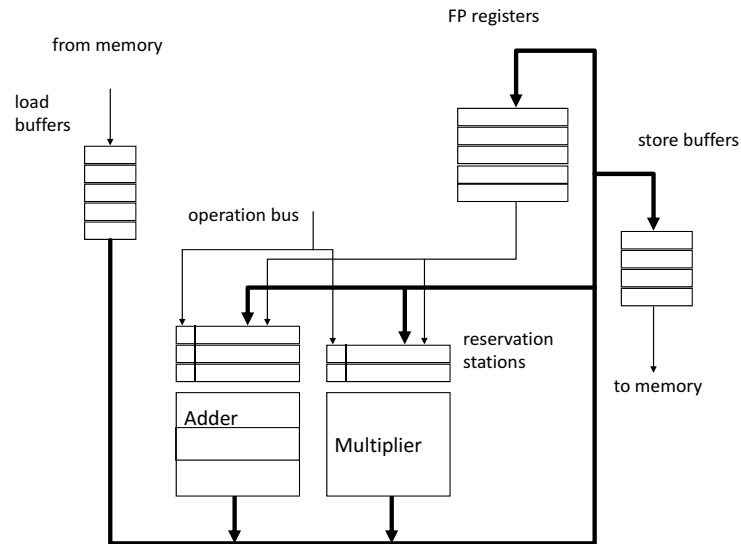 FP registers
from memory
load
buffers
store buffers
operation bus
reservation
stations
to memory
Adder
Multiplier